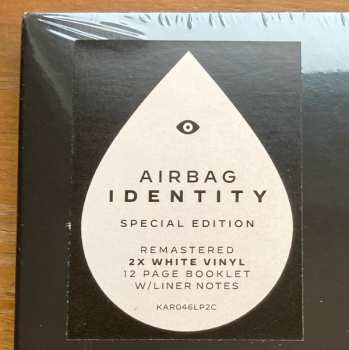 AIRBAG
IDENTITY
SPECIAL EDITION
REMASTERED
2X WHITE VINYL
12 PAGE BOOKLET
W/LINER NOTES
KAR046LP2C